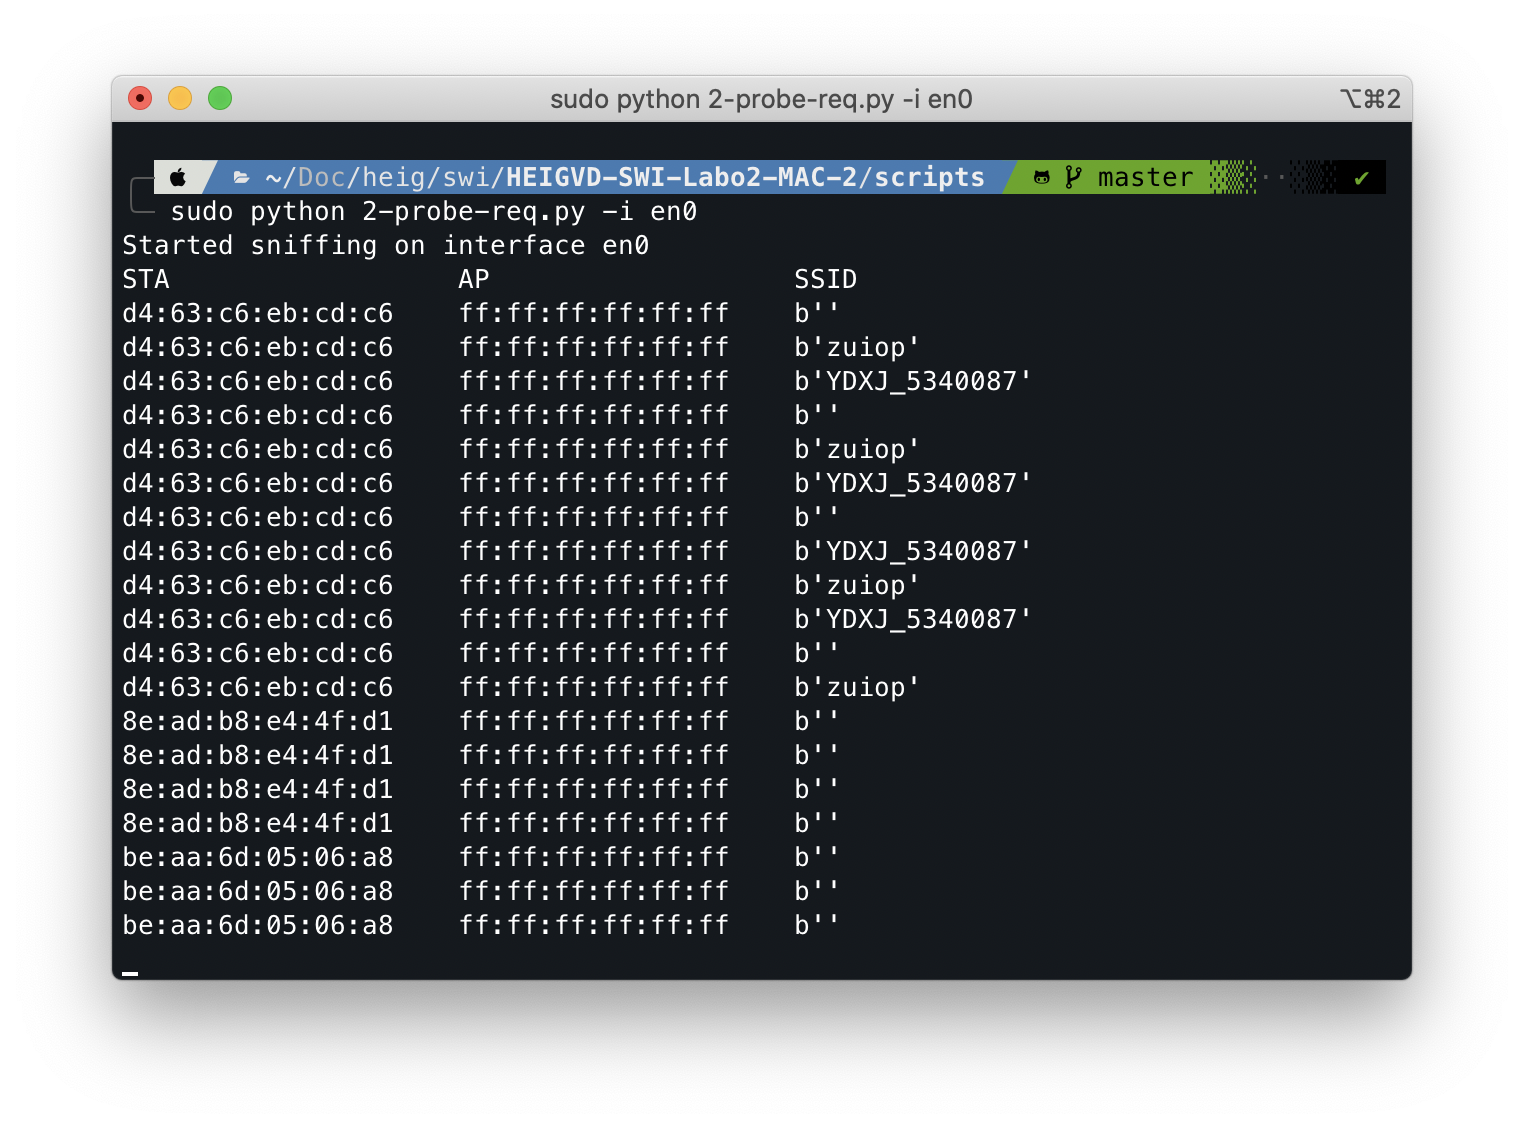 sudo python 2-probe-req.py -i en0 ⌥⌘2
~/Doc/heig/swi/HEIGVD-SWI-Labo2-MAC-2/scripts master ✔
sudo python 2-probe-req.py -i en0
Started sniffing on interface en0
STA AP SSID
d4:63:c6:eb:cd:c6 ff:ff:ff:ff:ff:ff b''
d4:63:c6:eb:cd:c6 ff:ff:ff:ff:ff:ff b'zuiop'
d4:63:c6:eb:cd:c6 ff:ff:ff:ff:ff:ff b'YDXJ_5340087'
d4:63:c6:eb:cd:c6 ff:ff:ff:ff:ff:ff b''
d4:63:c6:eb:cd:c6 ff:ff:ff:ff:ff:ff b'zuiop'
d4:63:c6:eb:cd:c6 ff:ff:ff:ff:ff:ff b'YDXJ_5340087'
d4:63:c6:eb:cd:c6 ff:ff:ff:ff:ff:ff b''
d4:63:c6:eb:cd:c6 ff:ff:ff:ff:ff:ff b'YDXJ_5340087'
d4:63:c6:eb:cd:c6 ff:ff:ff:ff:ff:ff b'zuiop'
d4:63:c6:eb:cd:c6 ff:ff:ff:ff:ff:ff b'YDXJ_5340087'
d4:63:c6:eb:cd:c6 ff:ff:ff:ff:ff:ff b''
d4:63:c6:eb:cd:c6 ff:ff:ff:ff:ff:ff b'zuiop'
8e:ad:b8:e4:4f:d1 ff:ff:ff:ff:ff:ff b''
8e:ad:b8:e4:4f:d1 ff:ff:ff:ff:ff:ff b''
8e:ad:b8:e4:4f:d1 ff:ff:ff:ff:ff:ff b''
8e:ad:b8:e4:4f:d1 ff:ff:ff:ff:ff:ff b''
be:aa:6d:05:06:a8 ff:ff:ff:ff:ff:ff b''
be:aa:6d:05:06:a8 ff:ff:ff:ff:ff:ff b''
be:aa:6d:05:06:a8 ff:ff:ff:ff:ff:ff b''